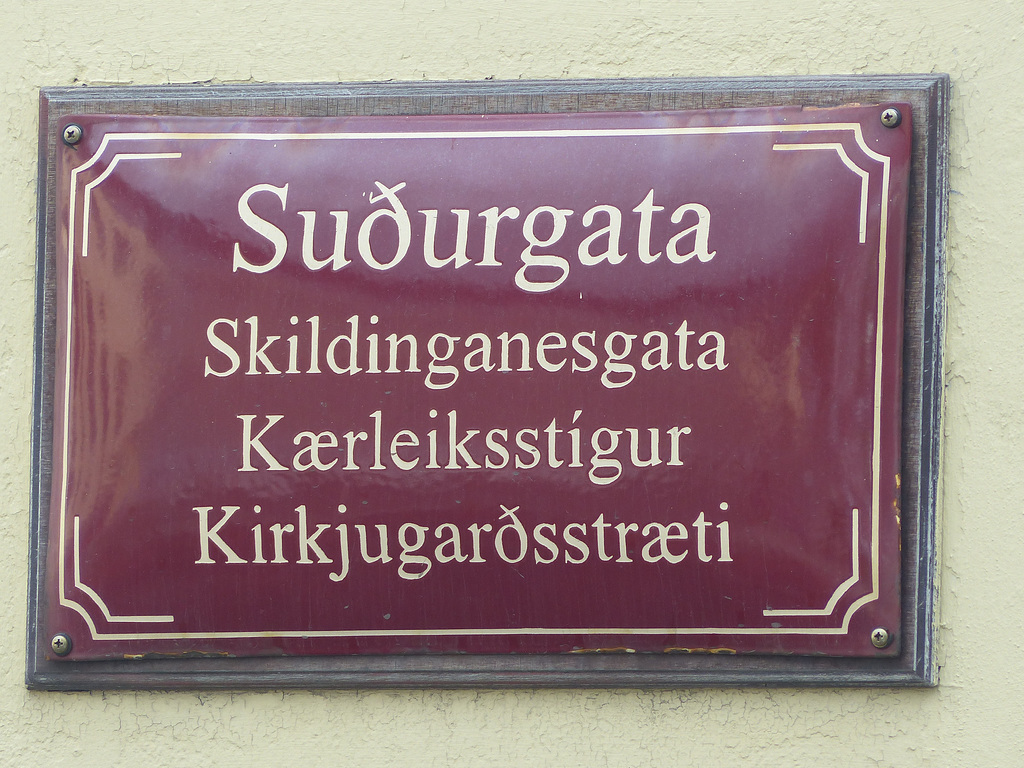 Suðurgata
Skildinganesgata
Kærleiksstígur
Kirkjugarðsstræti